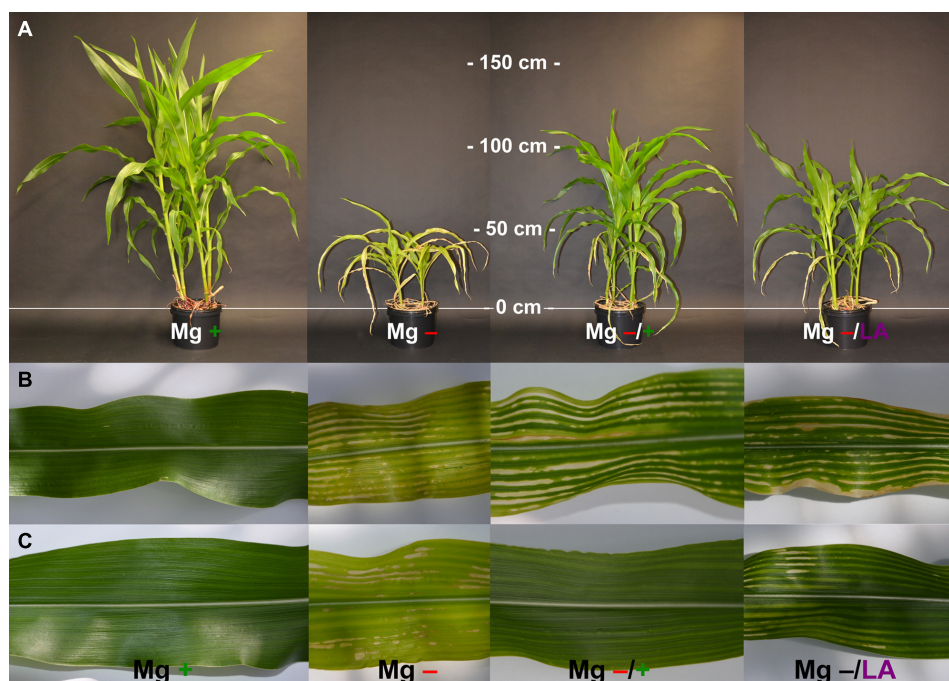 A
- 150 cm -
- 100 cm -
- 50 cm -
- 0 cm -
Mg +
Mg –
Mg –/+
Mg –/LA
B
C
Mg +
Mg –
Mg –/+
Mg –/LA